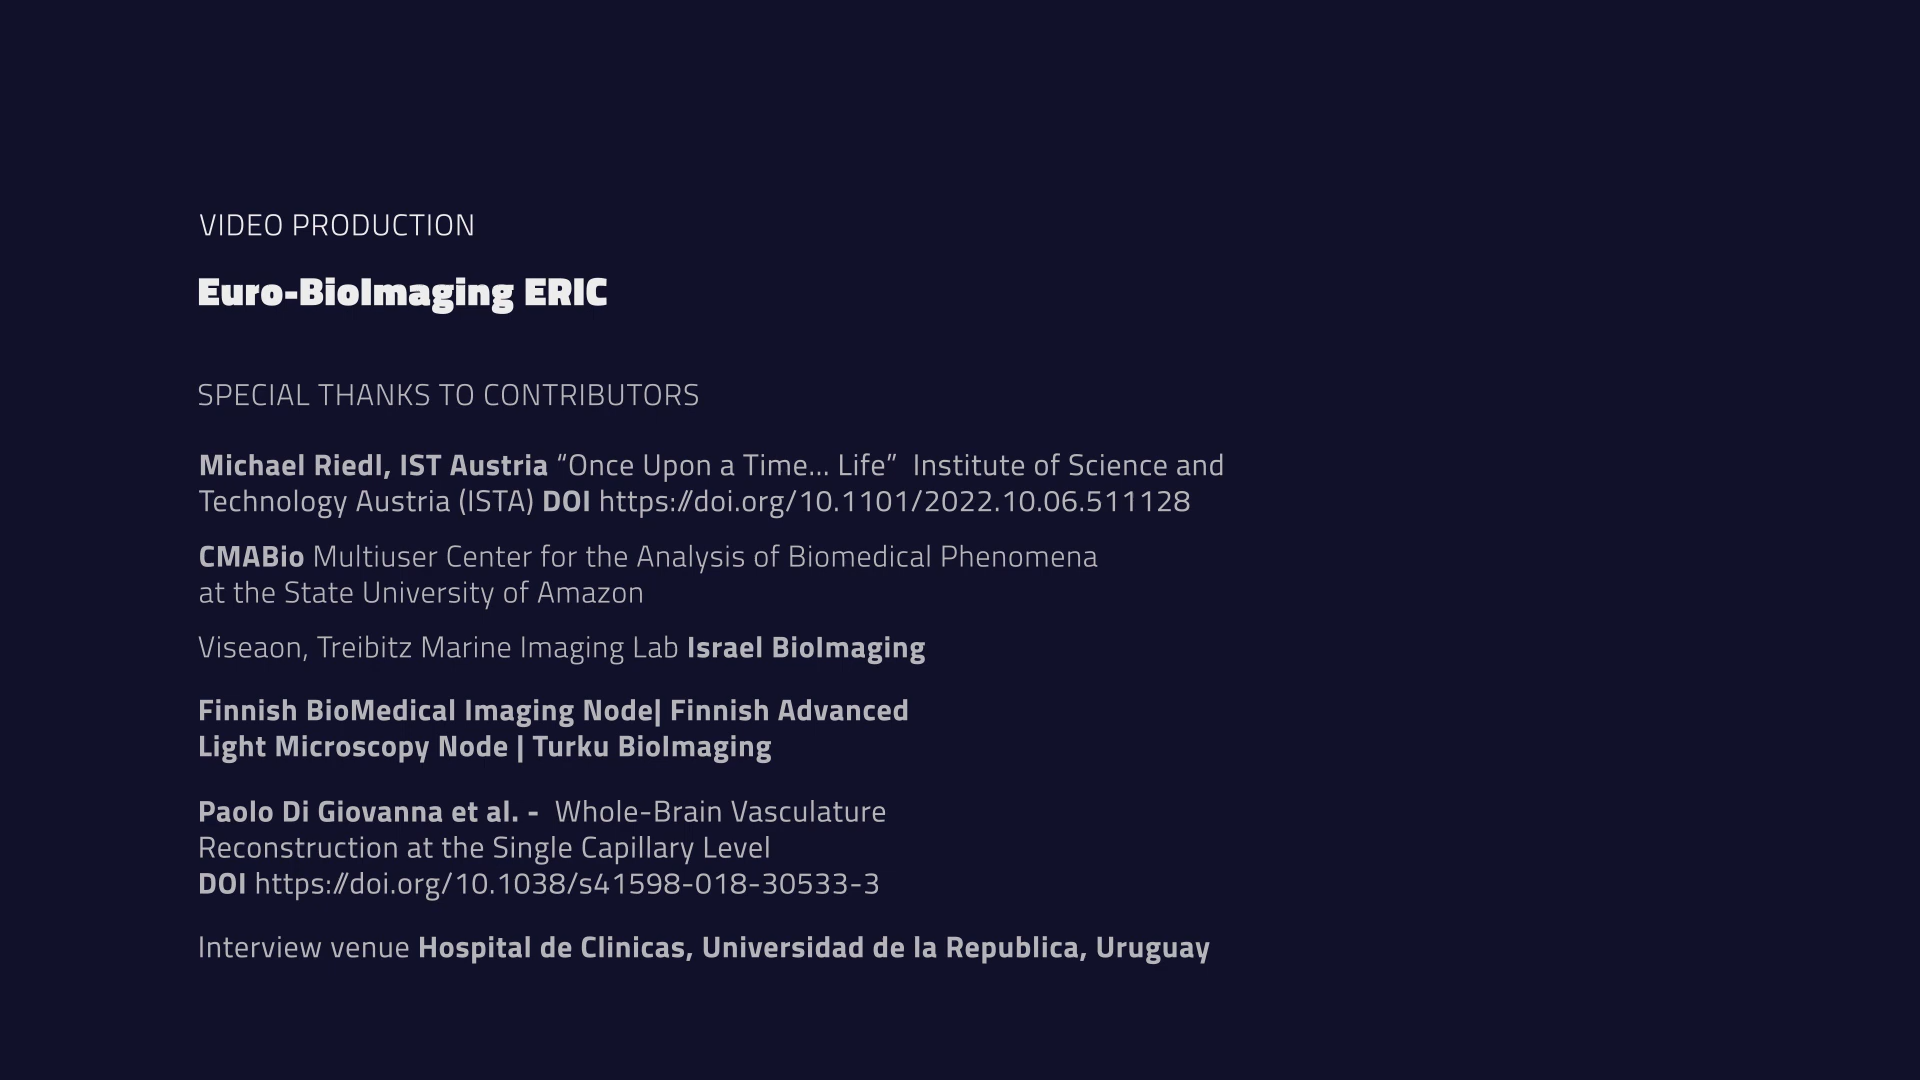 VIDEO PRODUCTION
Euro-BioImaging ERIC
SPECIAL THANKS TO CONTRIBUTORS
Michael Riedl, IST Austria “Once Upon a Time... Life”  Institute of Science and
Technology Austria (ISTA) DOI https://doi.org/10.1101/2022.10.06.511128
CMABio Multiuser Center for the Analysis of Biomedical Phenomena
at the State University of Amazon
Viseaon, Treibitz Marine Imaging Lab Israel BioImaging
Finnish BioMedical Imaging Node| Finnish Advanced
Light Microscopy Node | Turku BioImaging
Paolo Di Giovanna et al. -  Whole-Brain Vasculature
Reconstruction at the Single Capillary Level
DOI https://doi.org/10.1038/s41598-018-30533-3
Interview venue Hospital de Clinicas, Universidad de la Republica, Uruguay